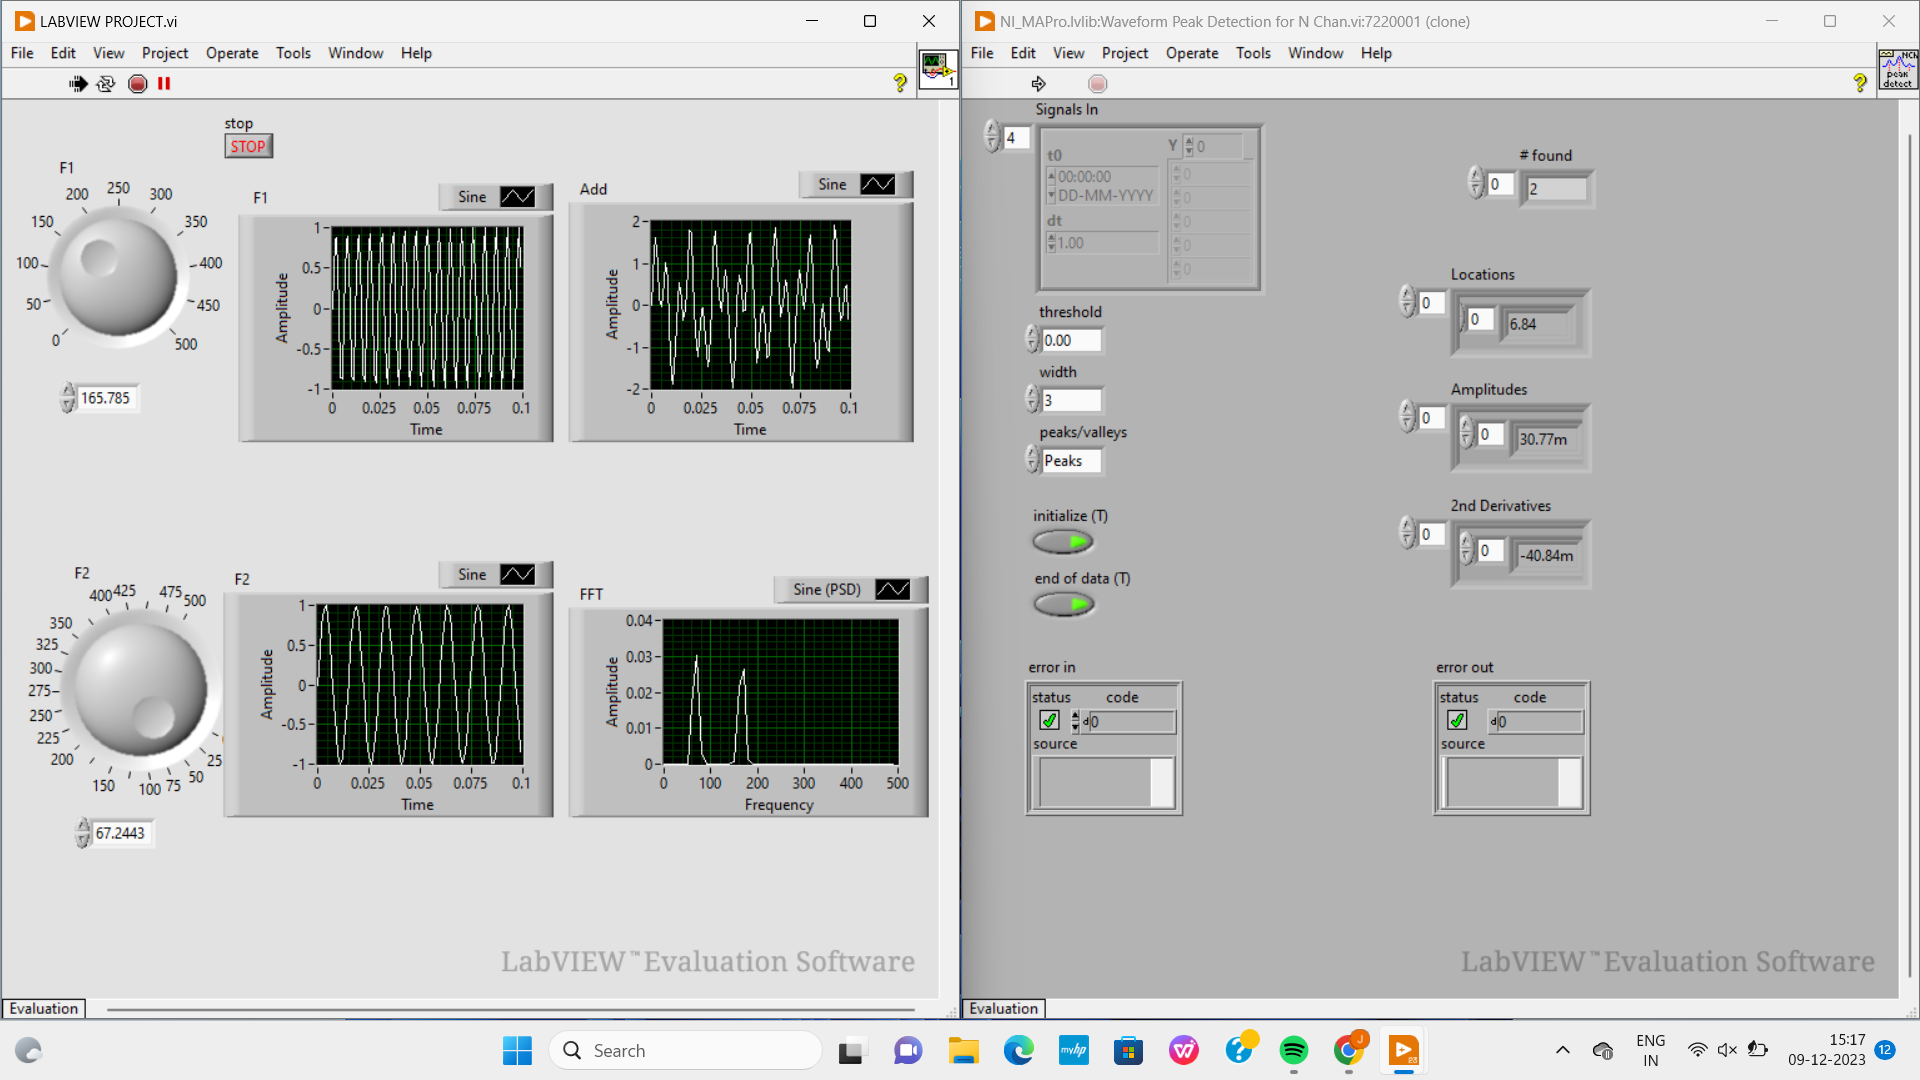 LABVIEW PROJECT.vi
File Edit View Project Operate Tools Window Help
1
stop
STOP
F1
0
50
100
150
200
250
300
350
400
450
500
165.785
F1
Sine
Amplitude
1
0.5
0
-0.5
-1
0 0.025 0.05 0.075 0.1
Time
Add
Sine
Amplitude
2
1
0
-1
-2
0 0.025 0.05 0.075 0.1
Time
F2
25
50
75
100
150
200
225
250
275
300
325
350
400
425
475
500
67.2443
F2
Sine
Amplitude
1
0.5
0
-0.5
-1
0 0.025 0.05 0.075 0.1
Time
FFT
Sine (PSD)
Amplitude
0.04
0.03
0.02
0.01
0
0 100 200 300 400 500
Frequency
LabVIEW™ Evaluation Software
Evaluation
NI_MAPro.lvlib:Waveform Peak Detection for N Chan.vi:7220001 (clone)
File Edit View Project Operate Tools Window Help
NCH
peak
detect
Signals In
4
t0
00:00:00
DD-MM-YYYY
dt
1.00
Y 0
0
0
0
0
0
threshold
0.00
width
3
peaks/valleys
Peaks
initialize (T)
end of data (T)
error in
status code
d0
source
# found
0 2
Locations
0 0 6.84
Amplitudes
0 0 30.77m
2nd Derivatives
0 0 -40.84m
error out
status code
d0
source
LabVIEW™ Evaluation Software
Evaluation
Search
myhp
J
23
ENG
IN
15:17
09-12-2023
12